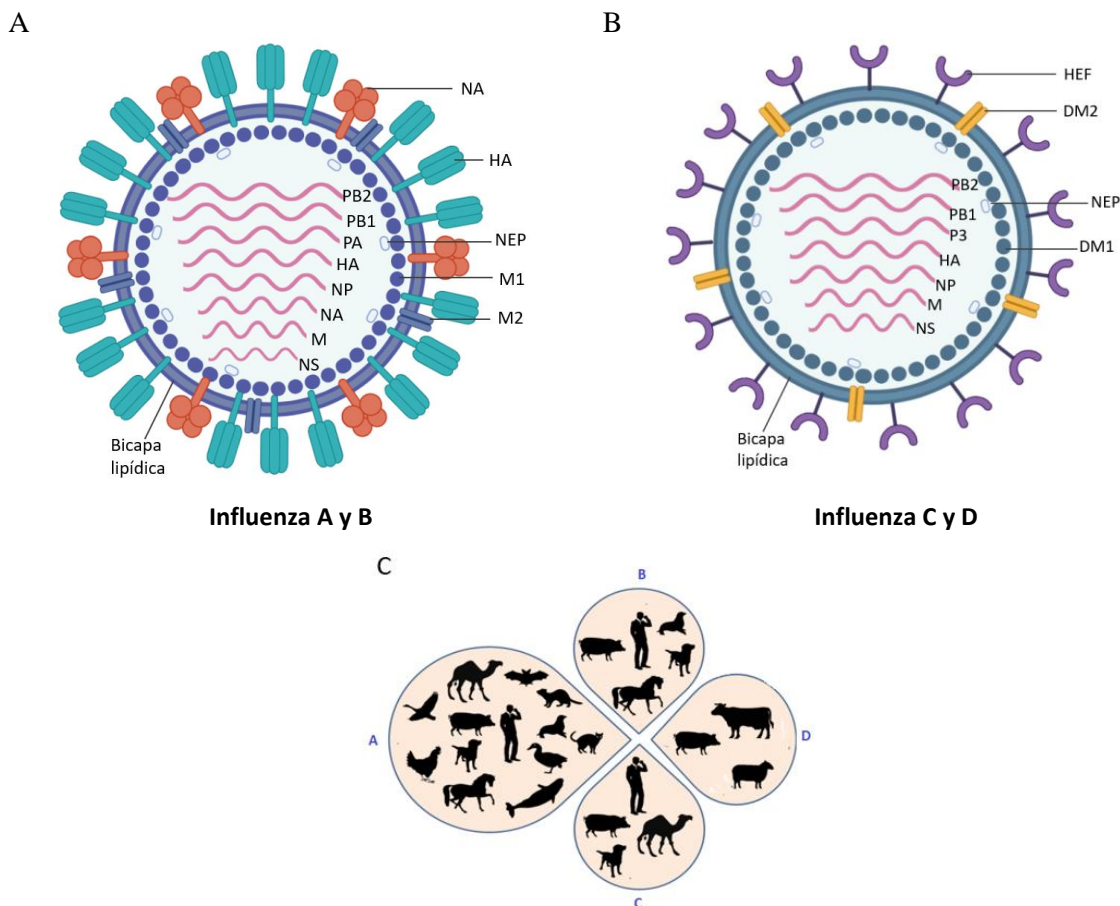 A
NA
HA
PB2
PB1
PA
HA
NP
NA
M
NS
NEP
M1
M2
Bicapa
lipídica
Influenza A y B
B
HEF
DM2
PB2
PB1
P3
HA
NP
M
NS
NEP
DM1
Bicapa
lipídica
Influenza C y D
C
B
A
D
C